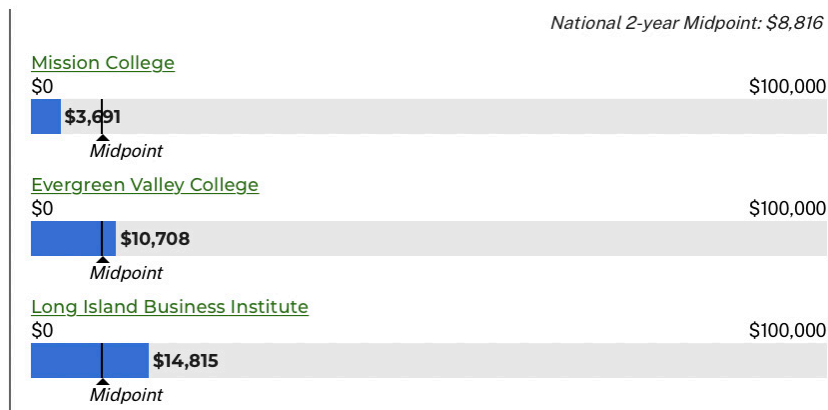 National 2-year Midpoint: $8,816
Mission College
$0 $100,000
$3,691
Midpoint
Evergreen Valley College
$0 $100,000
$10,708
Midpoint
Long Island Business Institute
$0 $100,000
$14,815
Midpoint